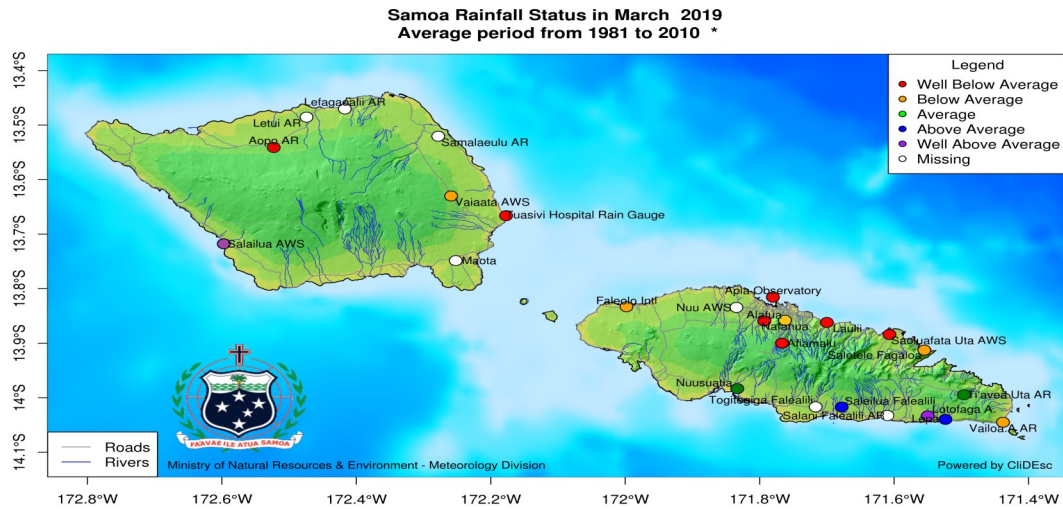 Samoa Rainfall Status in March 2019
Average period from 1981 to 2010 *
Legend
Well Below Average
Below Average
Average
Above Average
Well Above Average
Missing
13.4°S
13.5°S
13.6°S
13.7°S
13.8°S
13.9°S
14°S
14.1°S
Lefagaoalii AR
Letui AR
Aopo AR
Samalaeulu AR
Vaiaata AWS
Tuasivi Hospital Rain Gauge
Salailua AWS
Maota
Apia Observatory
Faleolo Intl
Nuu AWS
Alafua
Nafanua
Laulii
Afiamalu
Saoluafata Uta AWS
Saletele Fagaloa
Nuusuatia
Togitogiga Falealili
Saleilua Falealili
Ti'avea Uta AR
Salani Falealili AR
Lotofaga A.
Lepa
Vailoa A AR
FA'AVAE ILE ATUA SAMOA
Roads
Rivers
Ministry of Natural Resources & Environment - Meteorology Division
Powered by CliDEsc
172.8°W
172.6°W
172.4°W
172.2°W
172°W
171.8°W
171.6°W
171.4°W